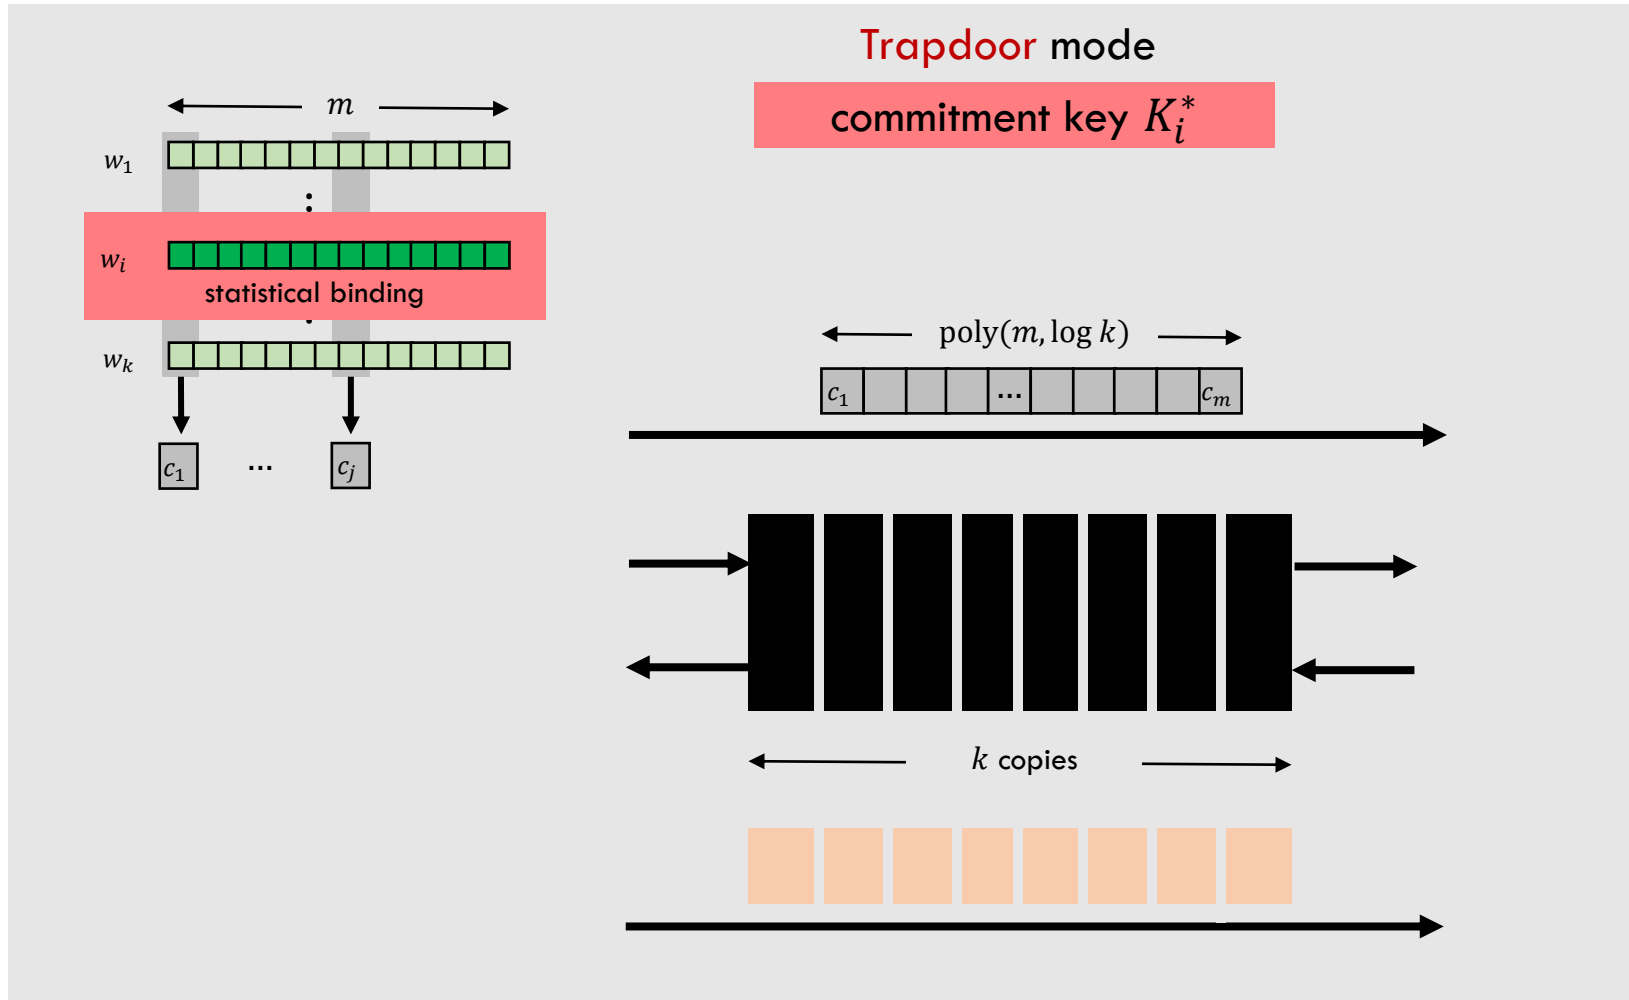 Trapdoor mode
commitment key $K_i^*$
$m$
$w_1$
⋮
$w_i$
statistical binding
$w_k$
$c_1$ ... $c_j$
poly($m$, log $k$)
$c_1$ ... $c_m$
$k$ copies